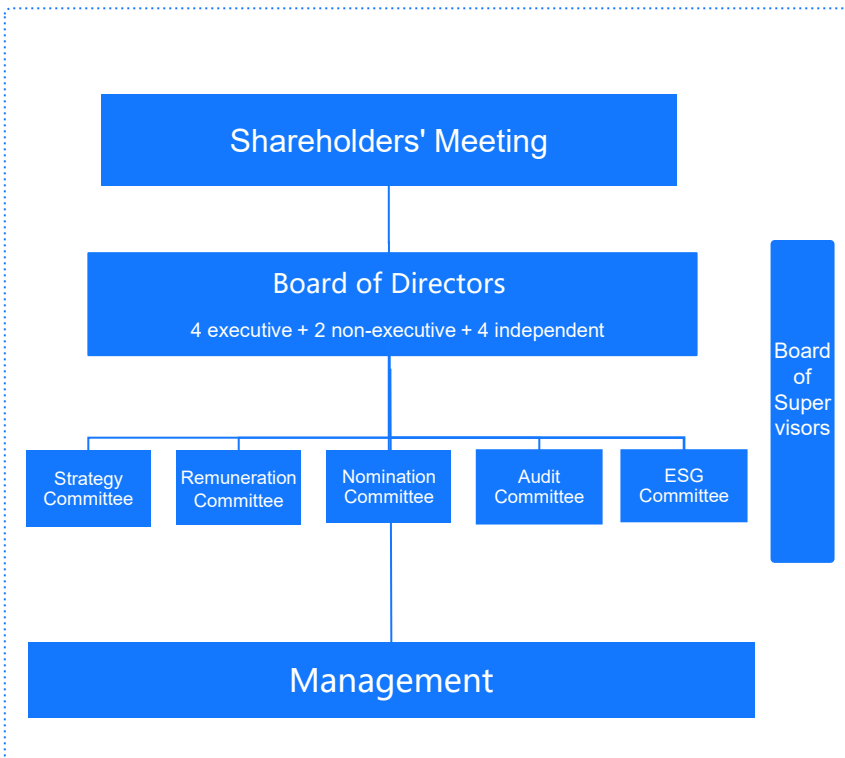 Shareholders' Meeting
Board of Directors
4 executive + 2 non-executive + 4 independent
Board
of
Super
visors
Strategy
Committee
Remuneration
Committee
Nomination
Committee
Audit
Committee
ESG
Committee
Management